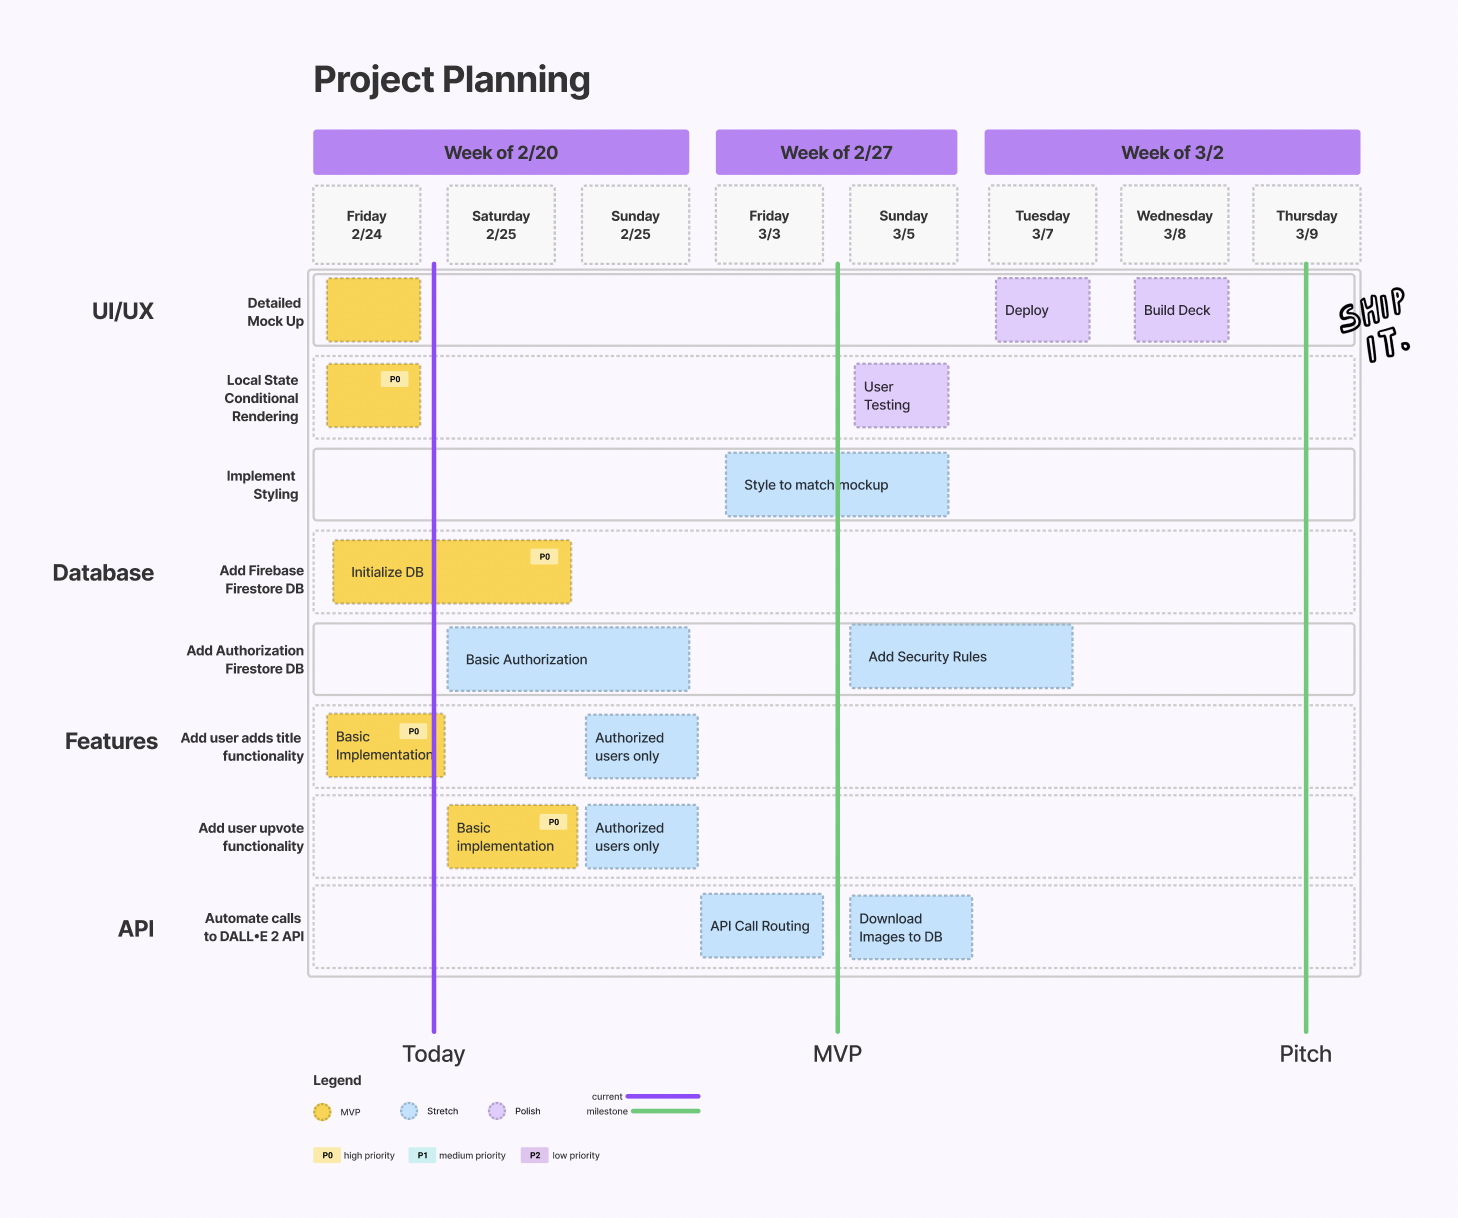 Project Planning
Week of 2/20
Week of 2/27
Week of 3/2
Friday
2/24
Saturday
2/25
Sunday
2/25
Friday
3/3
Sunday
3/5
Tuesday
3/7
Wednesday
3/8
Thursday
3/9
UI/UX
Detailed
Mock Up
Deploy
Build Deck
SHIP
IT.
Local State
Conditional
Rendering
P0
User
Testing
Implement
Styling
Style to match mockup
Database
Add Firebase
Firestore DB
Initialize DB
P0
Add Authorization
Firestore DB
Basic Authorization
Add Security Rules
Features
Add user adds title
functionality
Basic
Implementation
P0
Authorized
users only
Add user upvote
functionality
Basic
implementation
P0
Authorized
users only
API
Automate calls
to DALL•E 2 API
API Call Routing
Download
Images to DB
Today
MVP
Pitch
Legend
MVP
Stretch
Polish
current
milestone
P0 high priority
P1 medium priority
P2 low priority